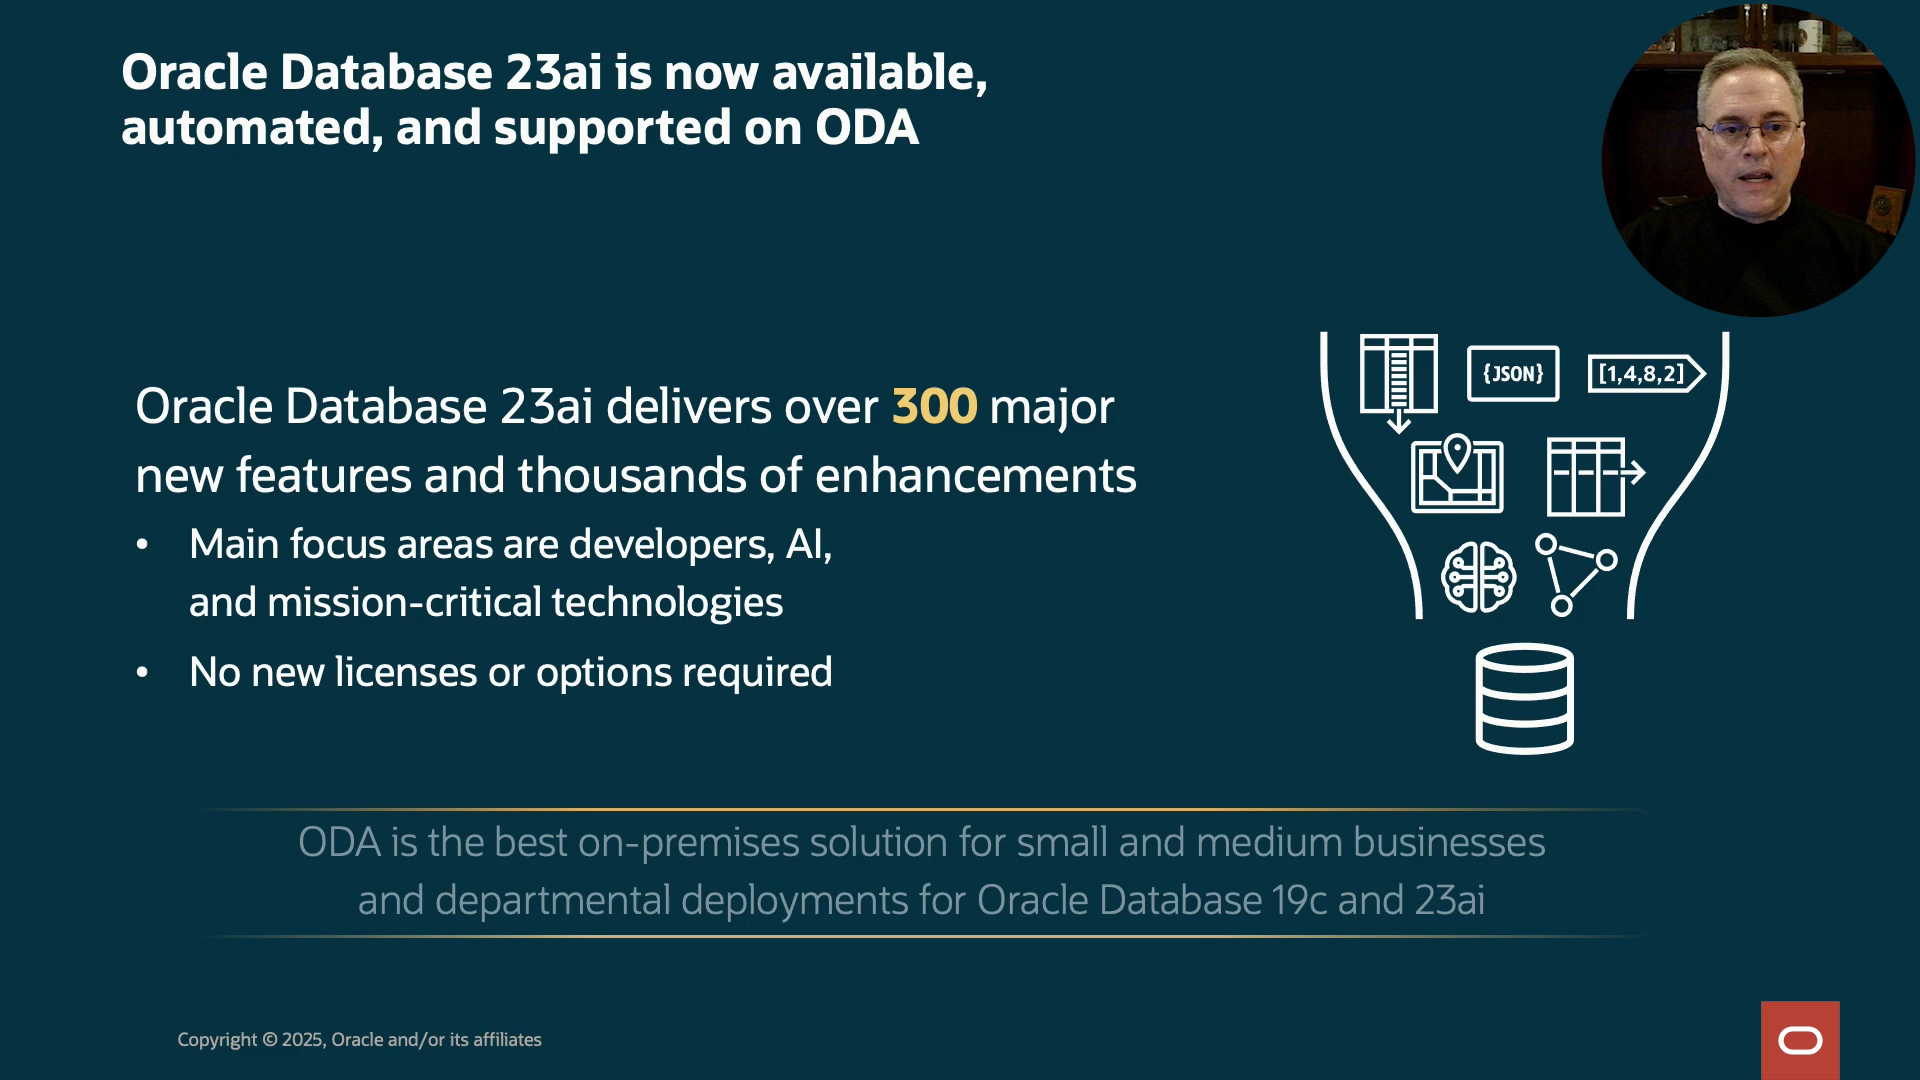 Oracle Database 23ai is now available,
automated, and supported on ODA
Oracle Database 23ai delivers over 300 major
new features and thousands of enhancements
• Main focus areas are developers, AI,
and mission-critical technologies
• No new licenses or options required
{JSON}
[1,4,8,2]
ODA is the best on-premises solution for small and medium businesses
and departmental deployments for Oracle Database 19c and 23ai
Copyright © 2025, Oracle and/or its affiliates